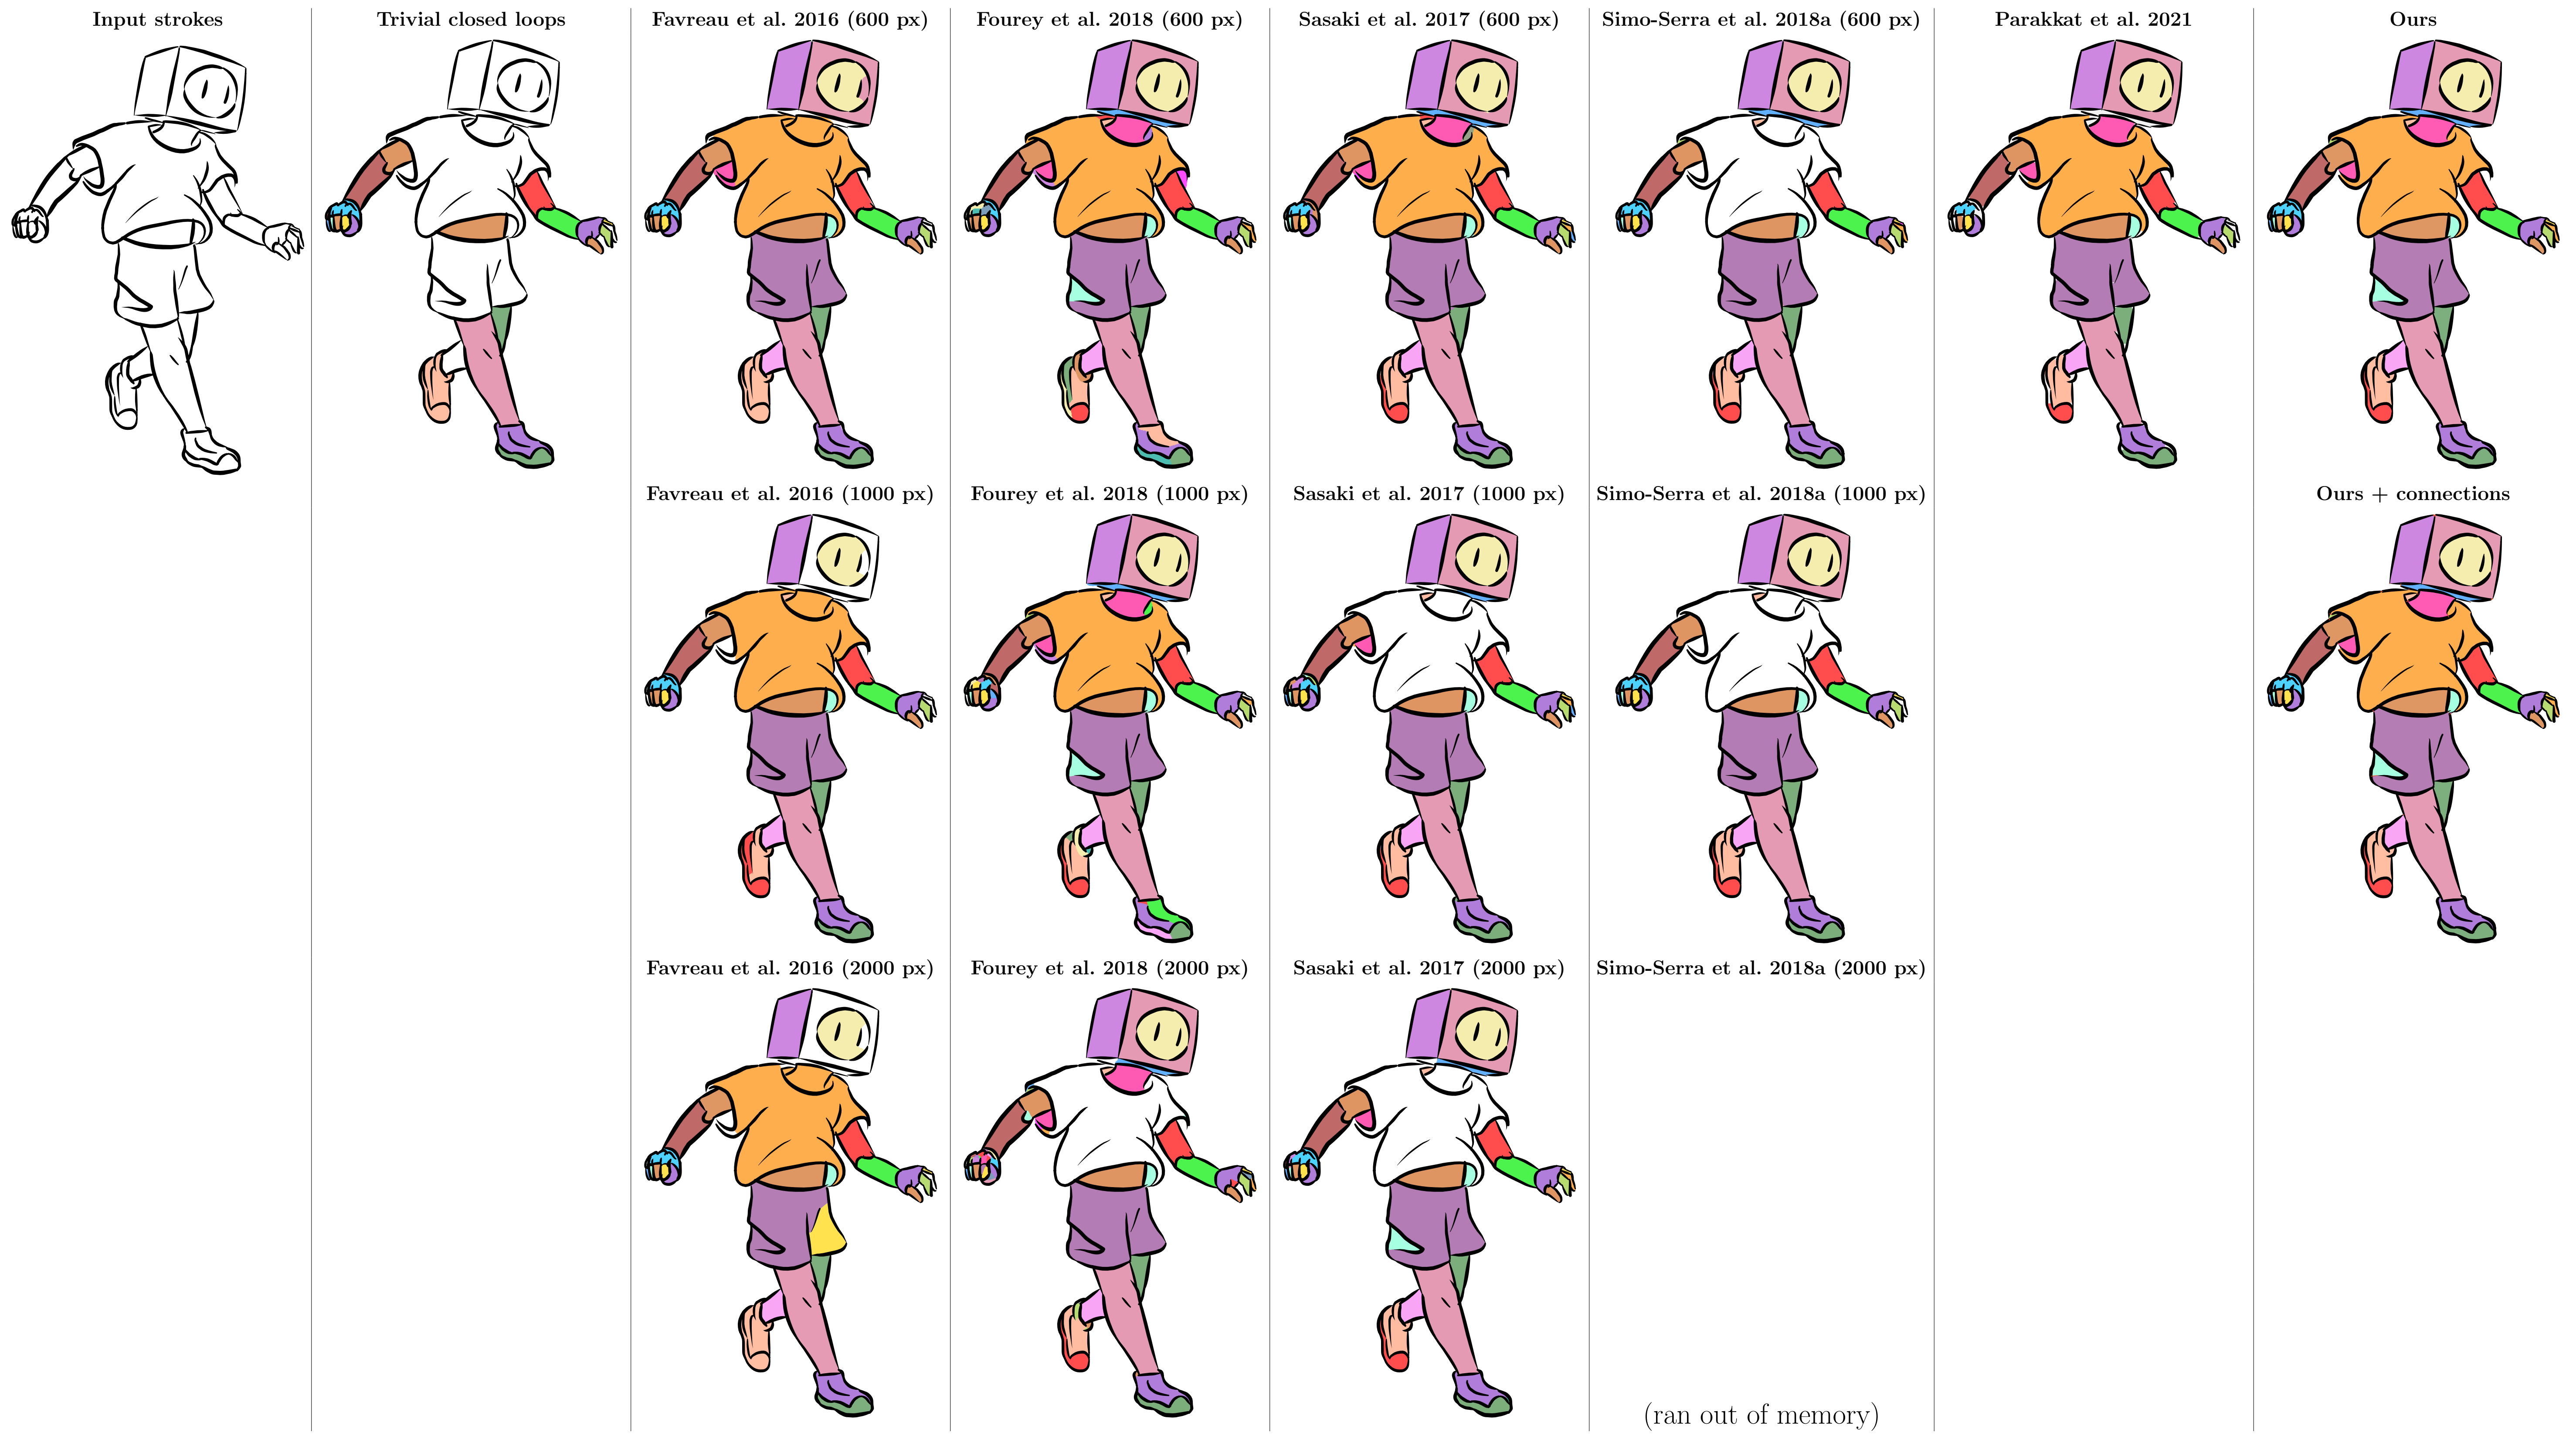 Input strokes
Trivial closed loops
Favreau et al. 2016 (600 px)
Fourey et al. 2018 (600 px)
Sasaki et al. 2017 (600 px)
Simo-Serra et al. 2018a (600 px)
Parakkat et al. 2021
Ours
Favreau et al. 2016 (1000 px)
Fourey et al. 2018 (1000 px)
Sasaki et al. 2017 (1000 px)
Simo-Serra et al. 2018a (1000 px)
Ours + connections
Favreau et al. 2016 (2000 px)
Fourey et al. 2018 (2000 px)
Sasaki et al. 2017 (2000 px)
Simo-Serra et al. 2018a (2000 px)
(ran out of memory)